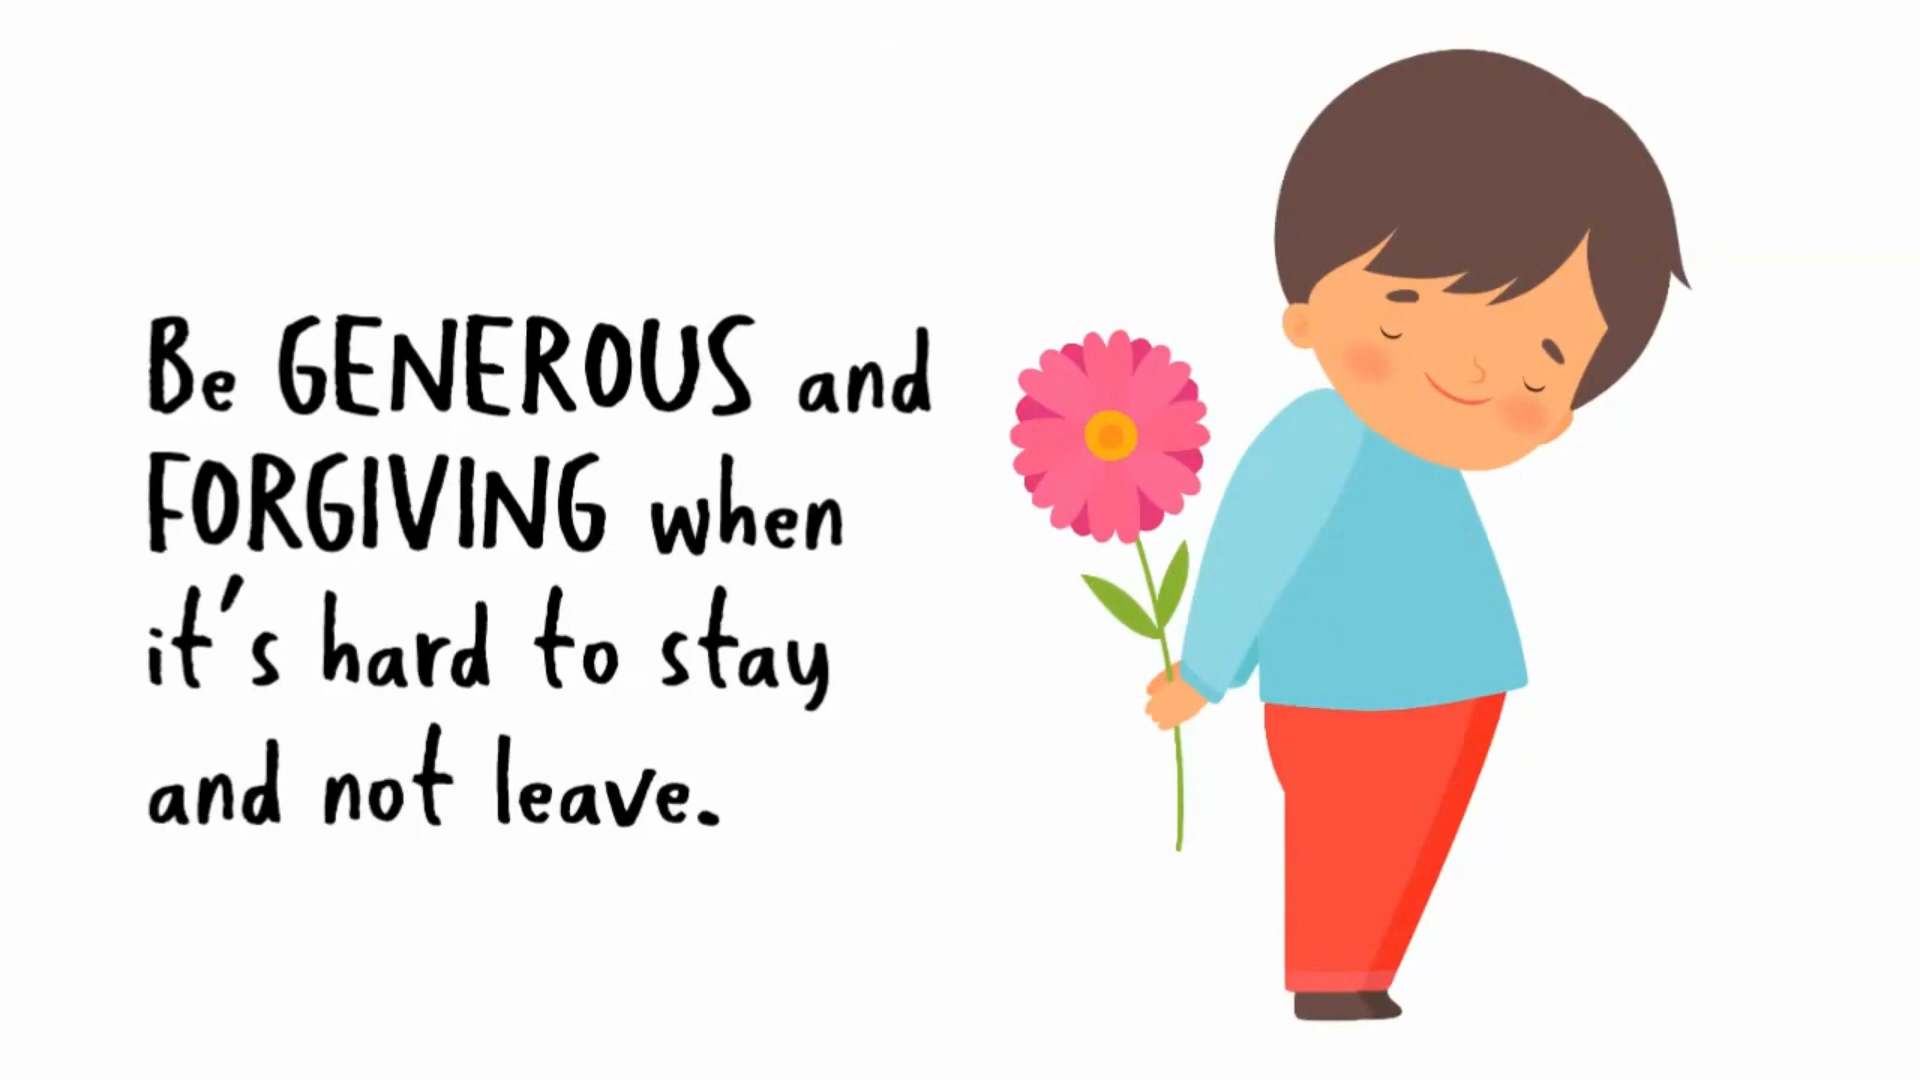 Be GENEROUS and
FORGIVING when
it's hard to stay
and not leave.